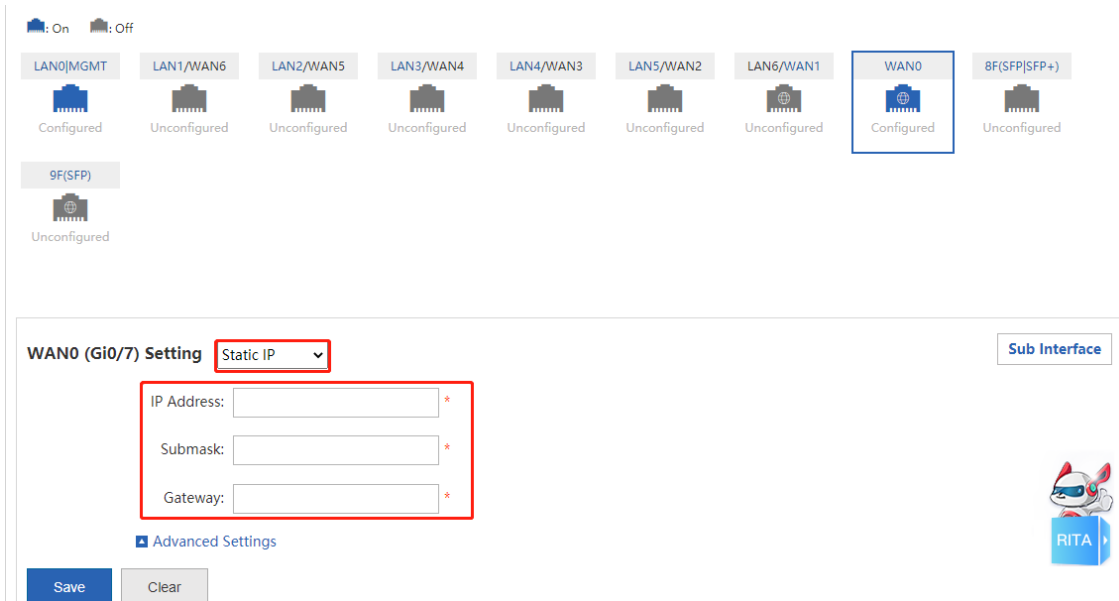 : On : Off
LAN0|MGMT LAN1/WAN6 LAN2/WAN5 LAN3/WAN4 LAN4/WAN3 LAN5/WAN2 LAN6/WAN1 WAN0 8F(SFP|SFP+)
Configured Unconfigured Unconfigured Unconfigured Unconfigured Unconfigured Unconfigured Configured Unconfigured
9F(SFP)
Unconfigured
WAN0 (Gi0/7) Setting Static IP Sub Interface
IP Address: *
Submask: *
Gateway: *
Advanced Settings
RITA
Save Clear